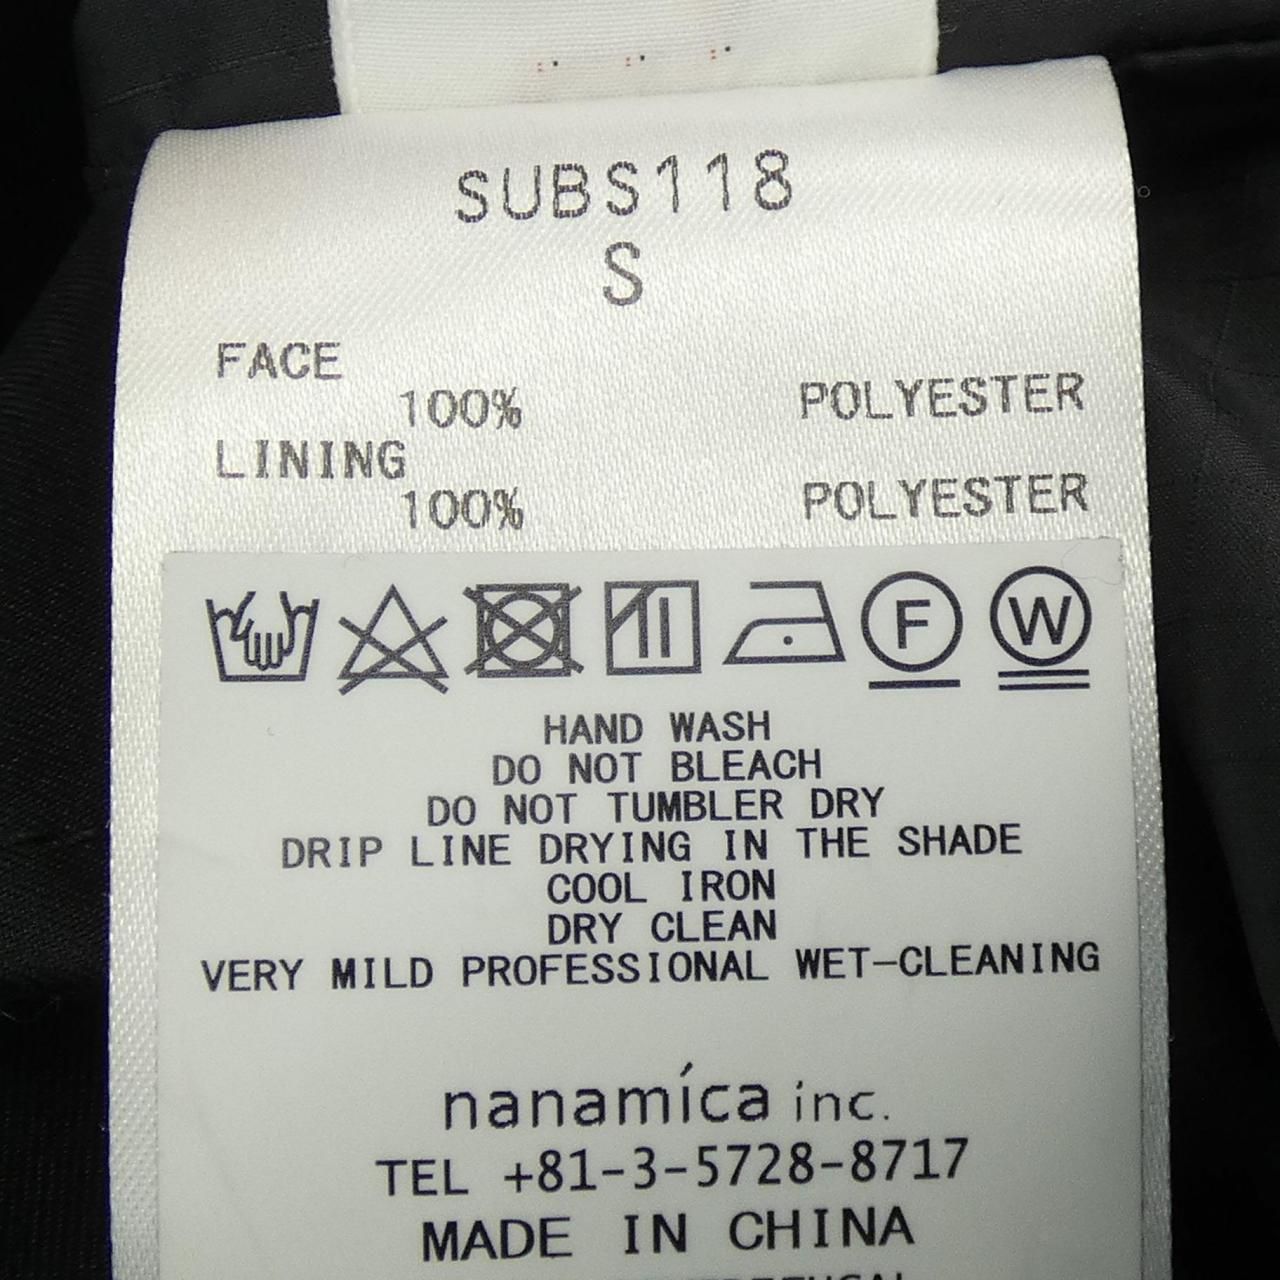 SUBS118
S
FACE
100% POLYESTER
LINING
100% POLYESTER
F W
HAND WASH
DO NOT BLEACH
DO NOT TUMBLER DRY
DRIP LINE DRYING IN THE SHADE
COOL IRON
DRY CLEAN
VERY MILD PROFESSIONAL WET-CLEANING
nanamíca inc.
TEL +81-3-5728-8717
MADE IN CHINA